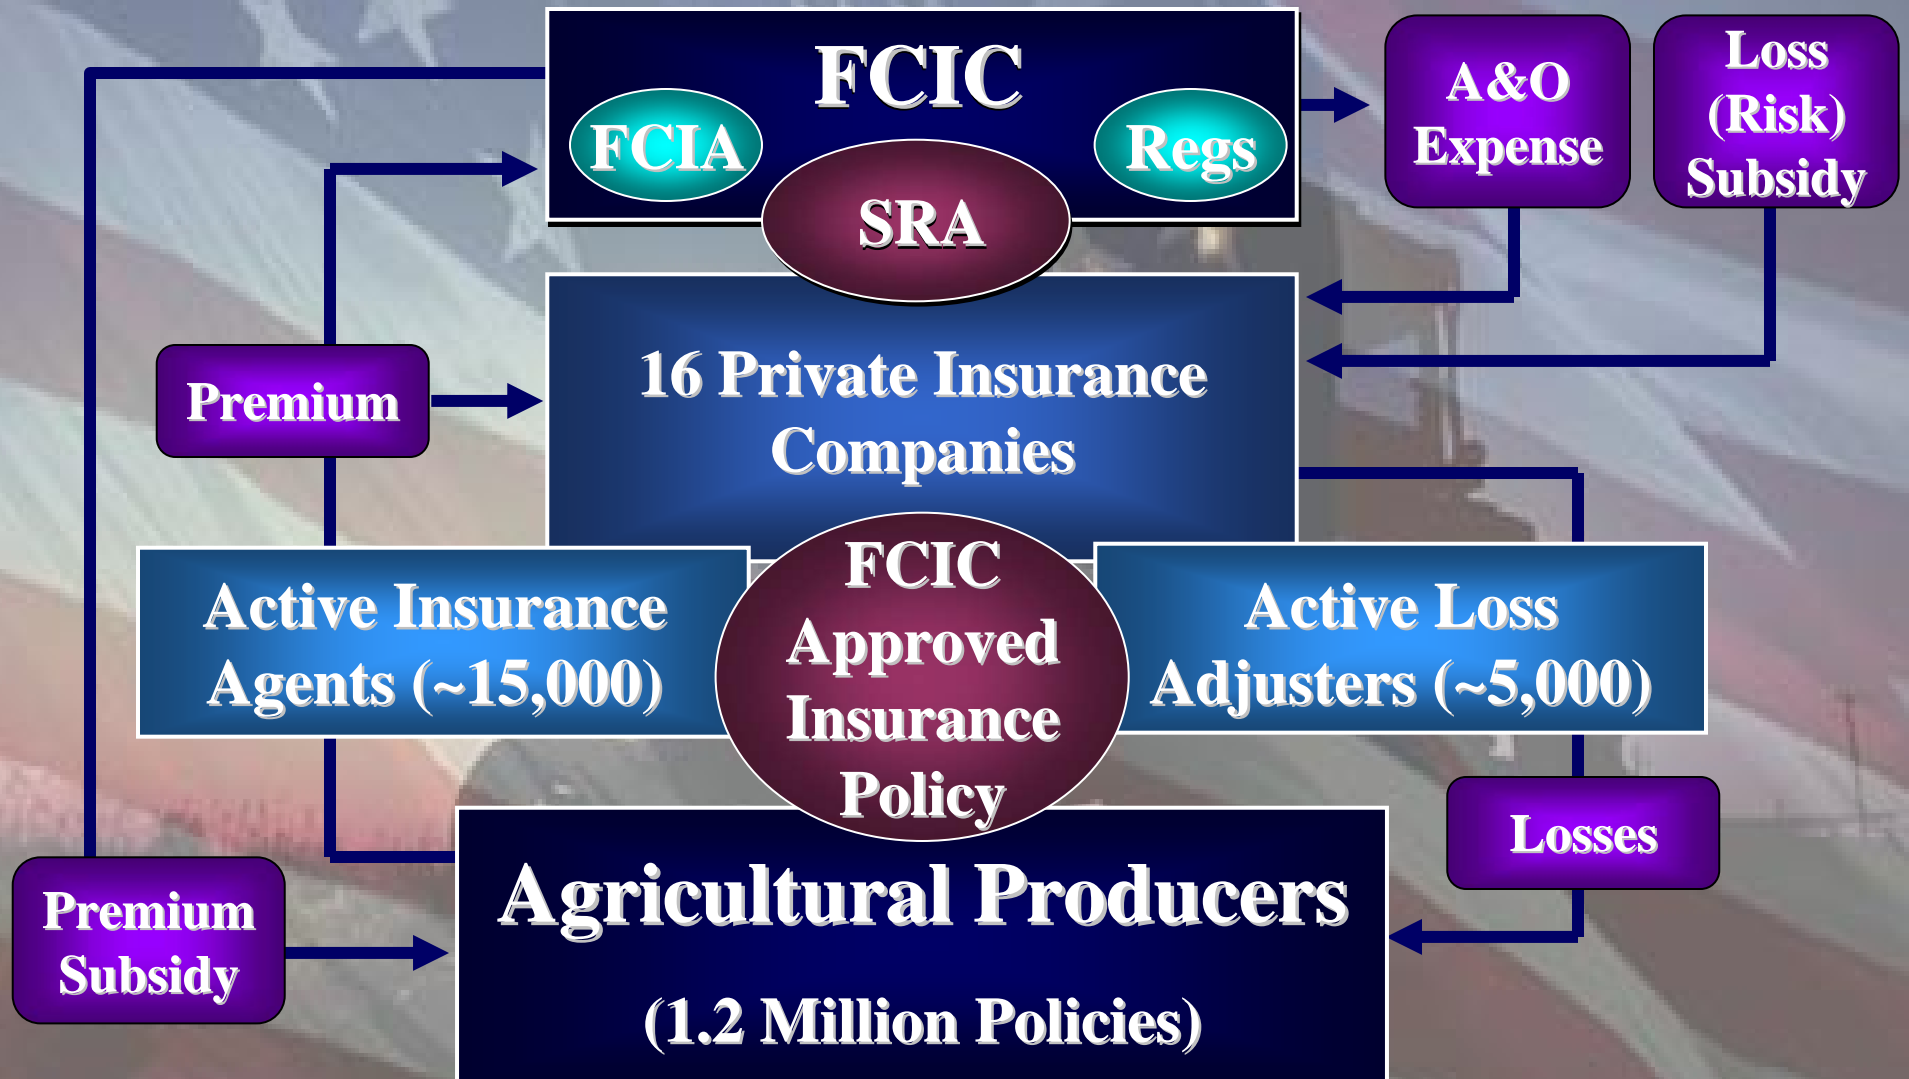 FCIC
FCIA
Regs
SRA
A&O
Expense
Loss
(Risk)
Subsidy
Premium
16 Private Insurance
Companies
Active Insurance
Agents (~15,000)
FCIC
Approved
Insurance
Policy
Active Loss
Adjusters (~5,000)
Losses
Premium
Subsidy
Agricultural Producers
(1.2 Million Policies)